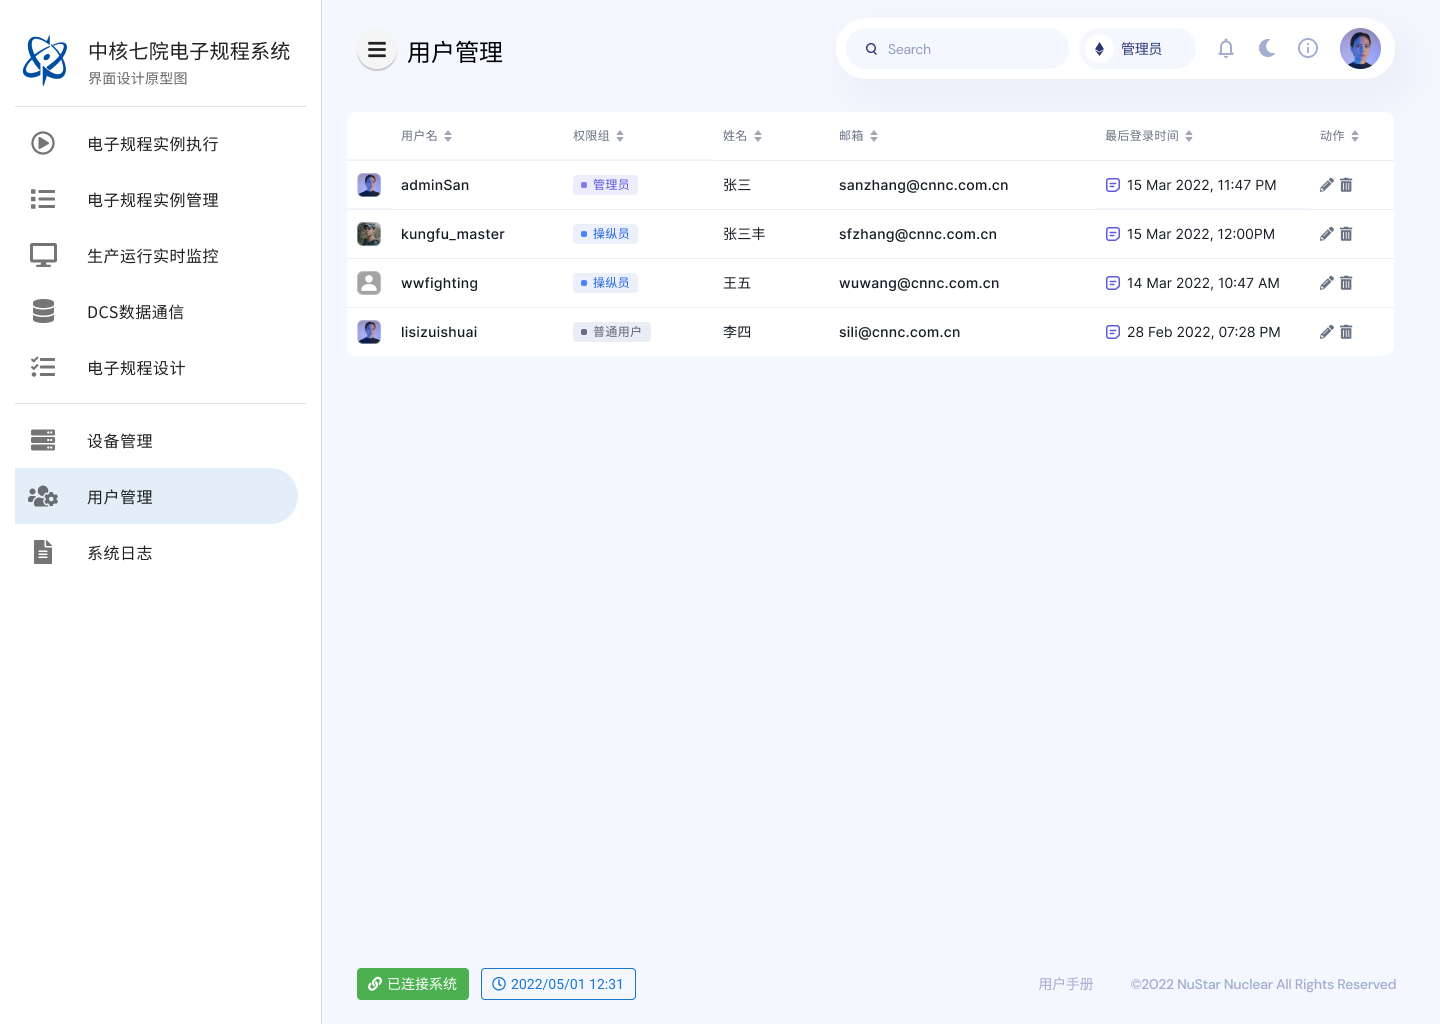 中核七院电子规程系统
界面设计原型图
电子规程实例执行
电子规程实例管理
生产运行实时监控
DCS数据通信
电子规程设计
设备管理
用户管理
系统日志
用户管理
Search
管理员
用户名 权限组 姓名 邮箱 最后登录时间 动作
adminSan 管理员 张三 sanzhang@cnnc.com.cn 15 Mar 2022, 11:47 PM
kungfu_master 操纵员 张三丰 sfzhang@cnnc.com.cn 15 Mar 2022, 12:00PM
wwfighting 操纵员 王五 wuwang@cnnc.com.cn 14 Mar 2022, 10:47 AM
lisizuishuai 普通用户 李四 sili@cnnc.com.cn 28 Feb 2022, 07:28 PM
已连接系统
2022/05/01 12:31
用户手册
©2022 NuStar Nuclear All Rights Reserved